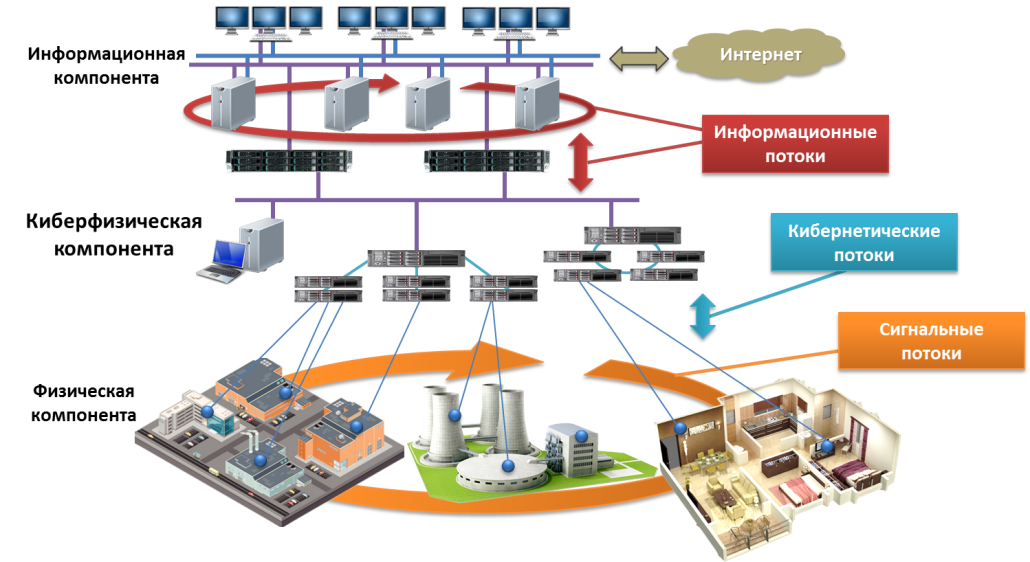 Информационная
компонента
Интернет
Информационные
потоки
Киберфизическая
компонента
Кибернетические
потоки
Сигнальные
потоки
Физическая
компонента